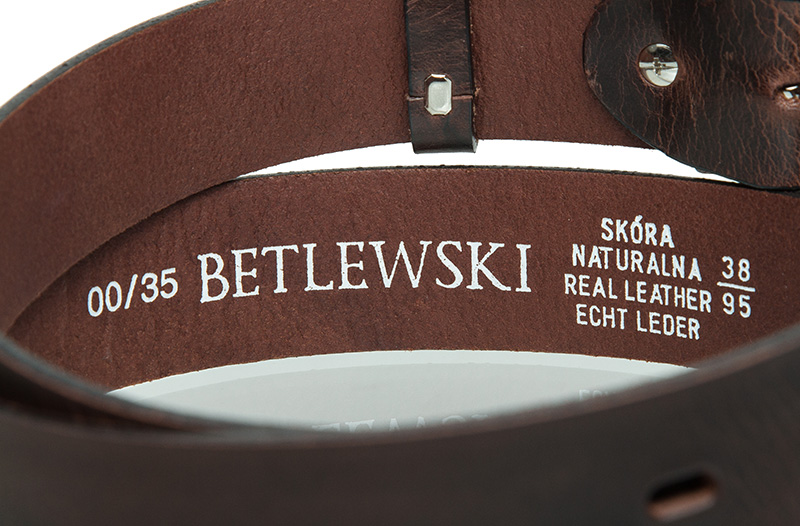 00/35 BETLEWSKI
SKÓRA
NATURALNA
REAL LEATHER
ECHT LEDER
38
95